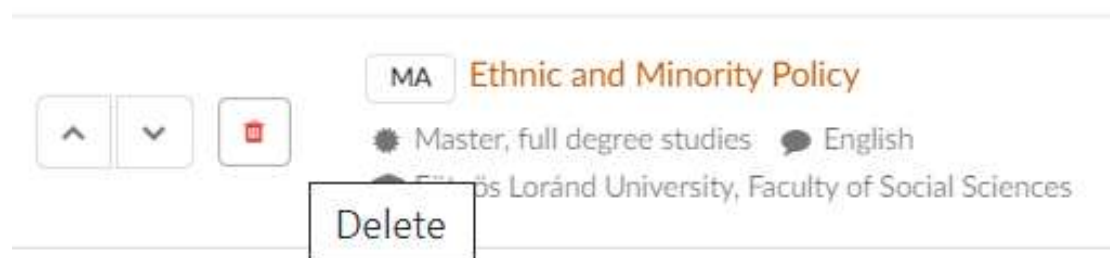 MA Ethnic and Minority Policy
Master, full degree studies English
Loránd University, Faculty of Social Sciences
Delete